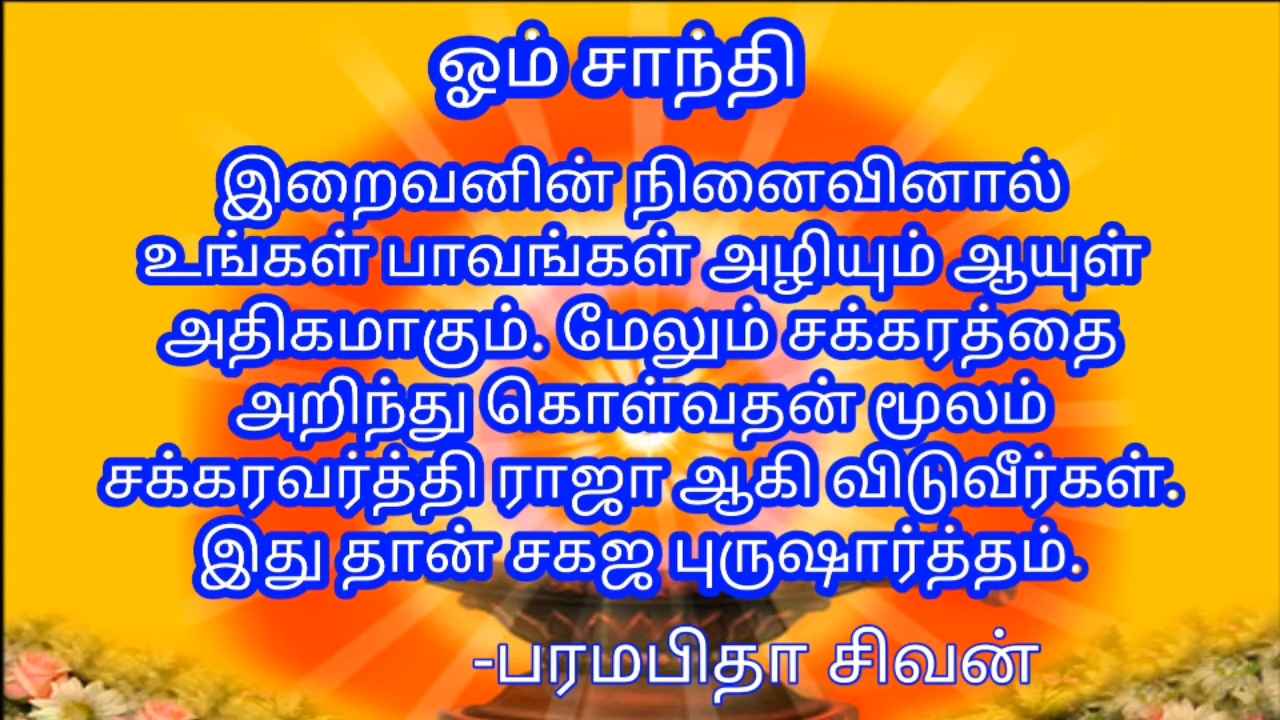 ஓம் சாந்தி
இறைவனின் நினைவினால்
உங்கள் பாவங்கள் அழியும் ஆயுள்
அதிகமாகும். மேலும் சக்கரத்தை
அறிந்து கொள்வதன் மூலம்
சக்கரவர்த்தி ராஜா ஆகி விடுவீர்கள்.
இது தான் சகஜ புருஷார்த்தம்.
-பரமபிதா சிவன்